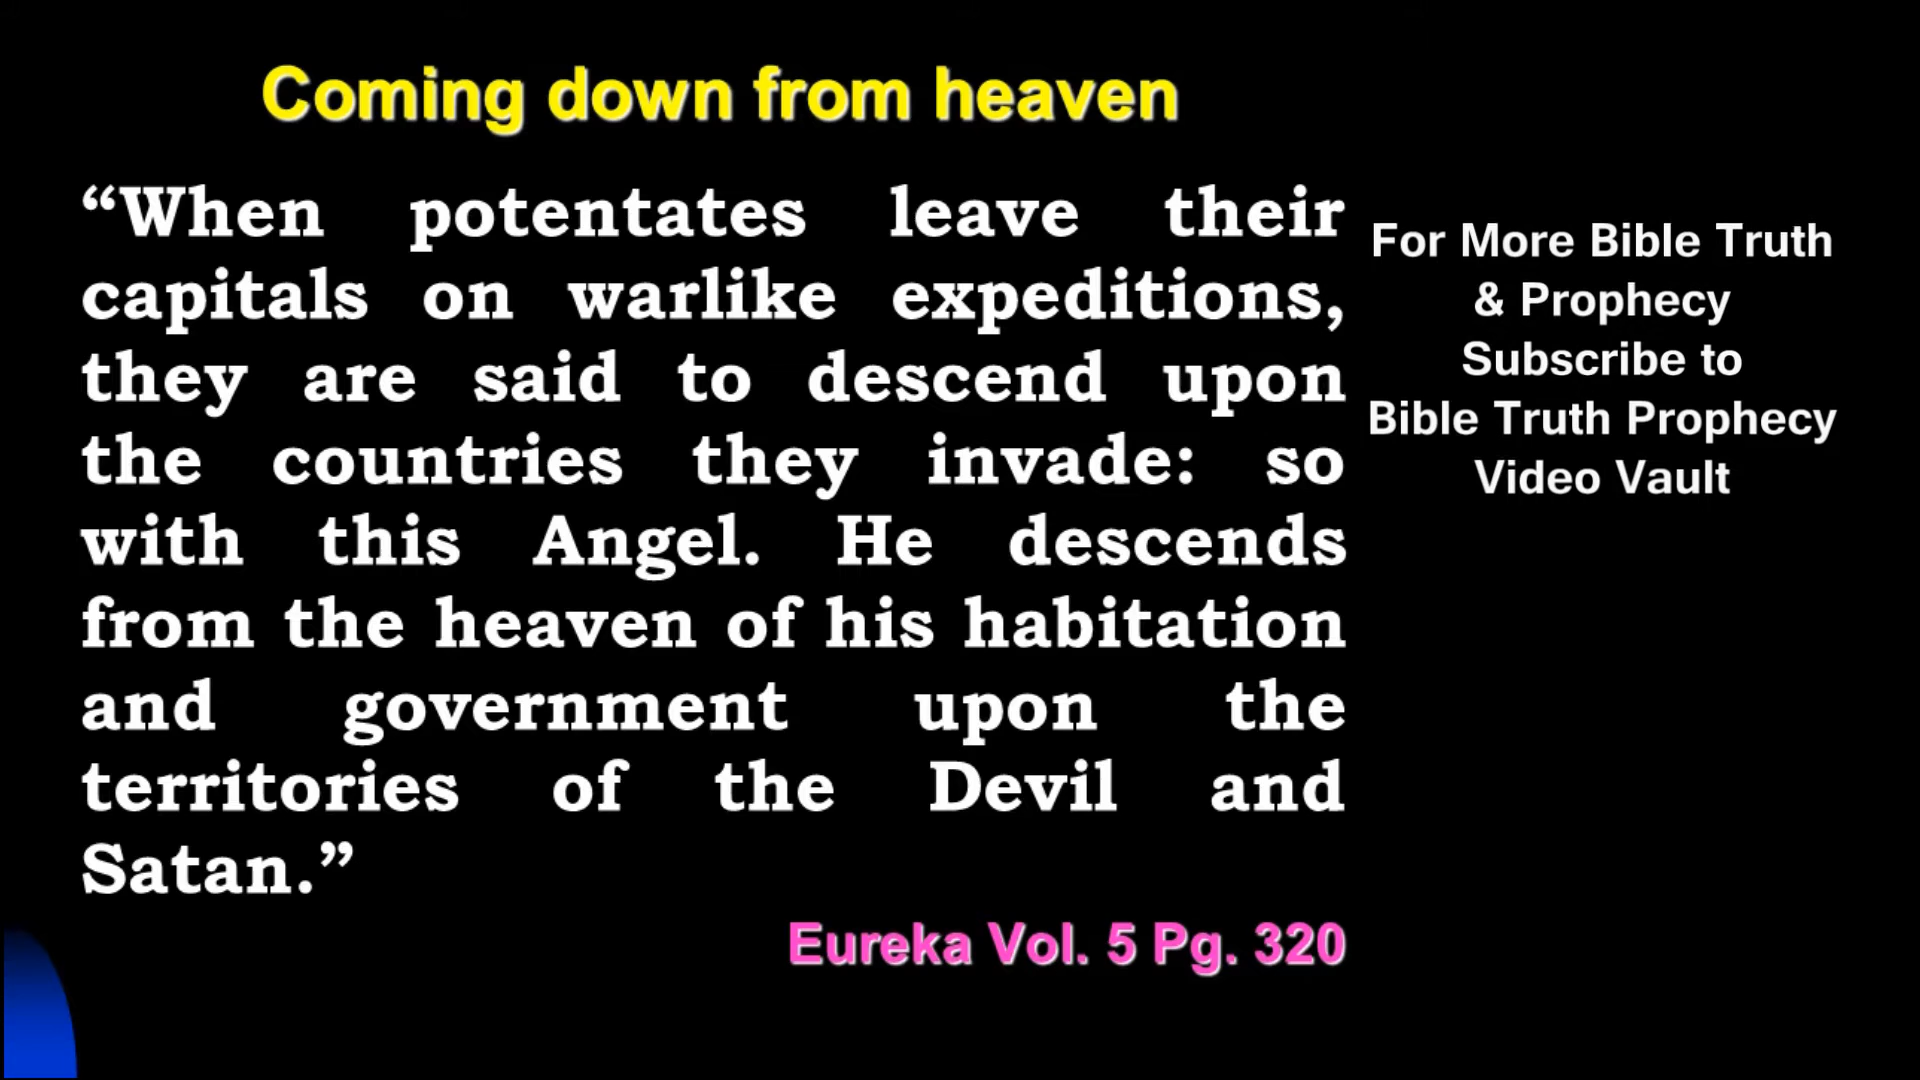 Coming down from heaven
“When potentates leave their
capitals on warlike expeditions,
they are said to descend upon
the countries they invade: so
with this Angel. He descends
from the heaven of his habitation
and government upon the
territories of the Devil and
Satan.”
Eureka Vol. 5 Pg. 320
For More Bible Truth
& Prophecy
Subscribe to
Bible Truth Prophecy
Video Vault